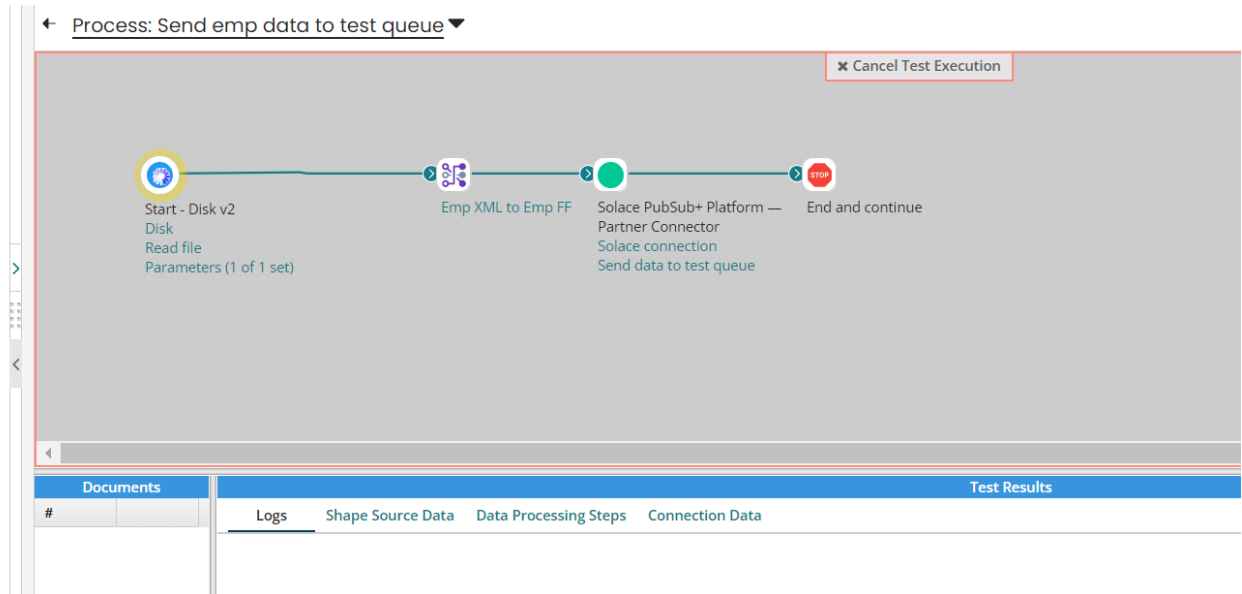 Process: Send emp data to test queue
Cancel Test Execution
Start - Disk v2
Disk
Read file
Parameters (1 of 1 set)
Emp XML to Emp FF
Solace PubSub+ Platform —
Partner Connector
Solace connection
Send data to test queue
STOP
End and continue
Documents
#
Test Results
Logs Shape Source Data Data Processing Steps Connection Data